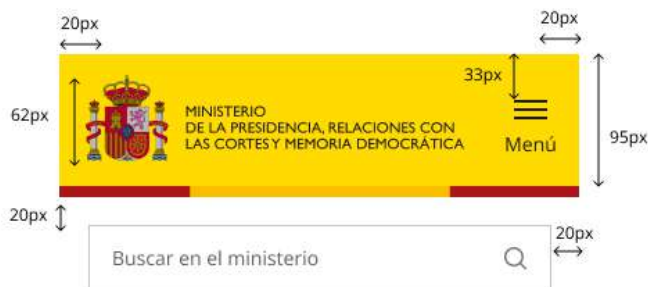 20px
20px
33px
62px
MINISTERIO
DE LA PRESIDENCIA, RELACIONES CON
LAS CORTES Y MEMORIA DEMOCRÁTICA
Menú
95px
20px
20px
Buscar en el ministerio